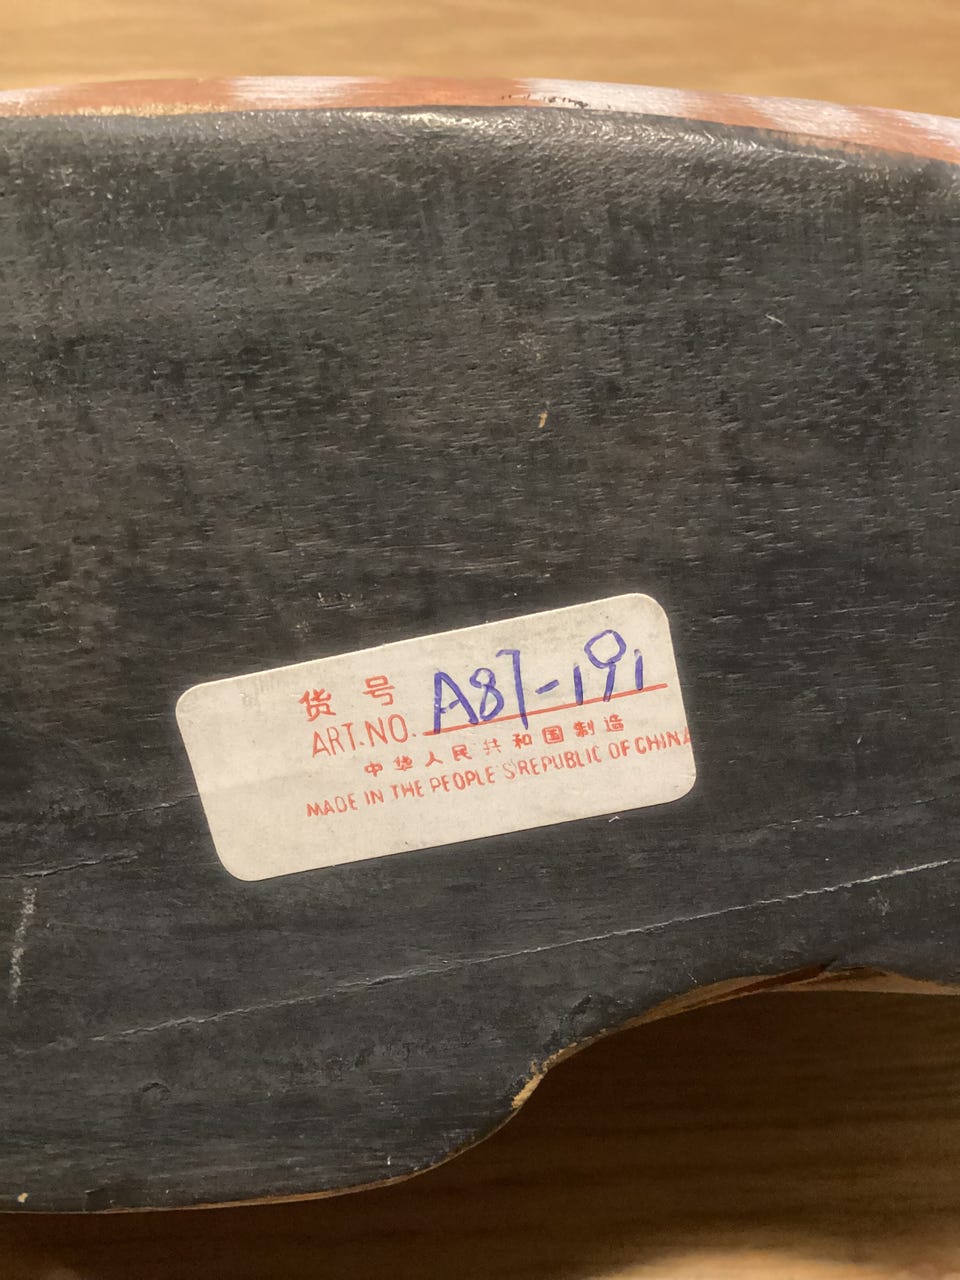 货号
ART.NO. A87-191
中华人民共和国制造
MADE IN THE PEOPLE'S REPUBLIC OF CHINA